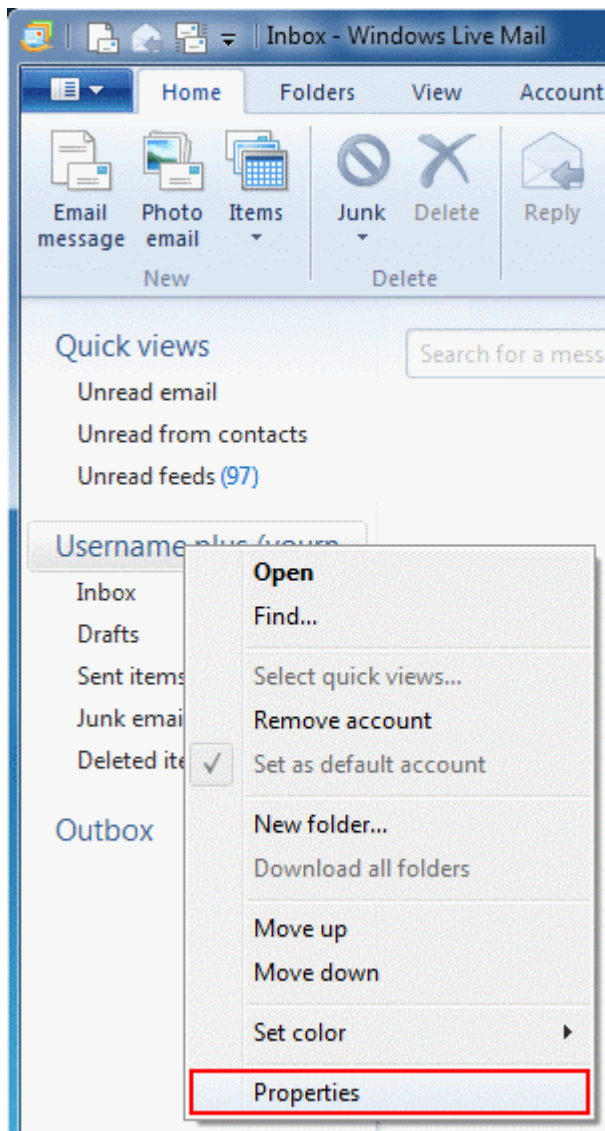 Inbox - Windows Live Mail
Home Folders View Account
Email message
Photo email
Items
Junk
Delete
Reply
New
Delete
Quick views
Search for a mess
Unread email
Unread from contacts
Unread feeds (97)
Username plus (yourn
Inbox
Drafts
Sent items
Junk emai
Deleted ite
Outbox
Open
Find...
Select quick views...
Remove account
Set as default account
New folder...
Download all folders
Move up
Move down
Set color
Properties